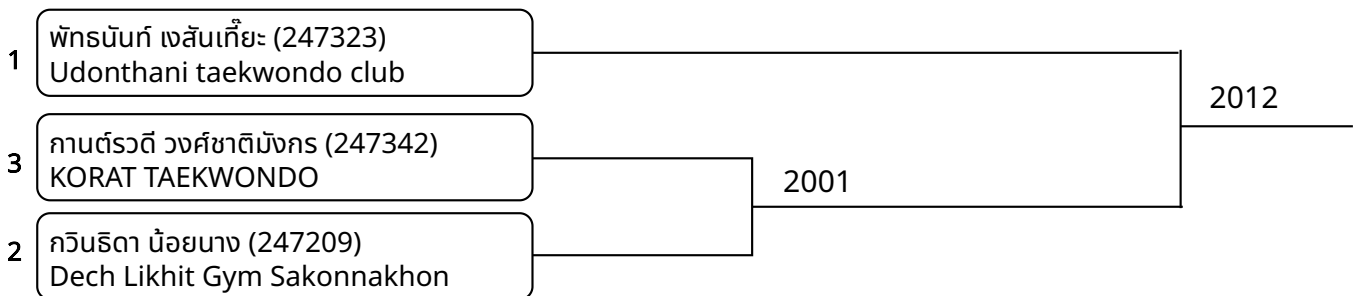 1
พัทธนันท์ เงสันเที๊ยะ (247323)
Udonthani taekwondo club
2012
3
กานต์รวดี วงศ์ชาติมังกร (247342)
KORAT TAEKWONDO
2001
2
กวินธิดา น้อยนาง (247209)
Dech Likhit Gym Sakonnakhon